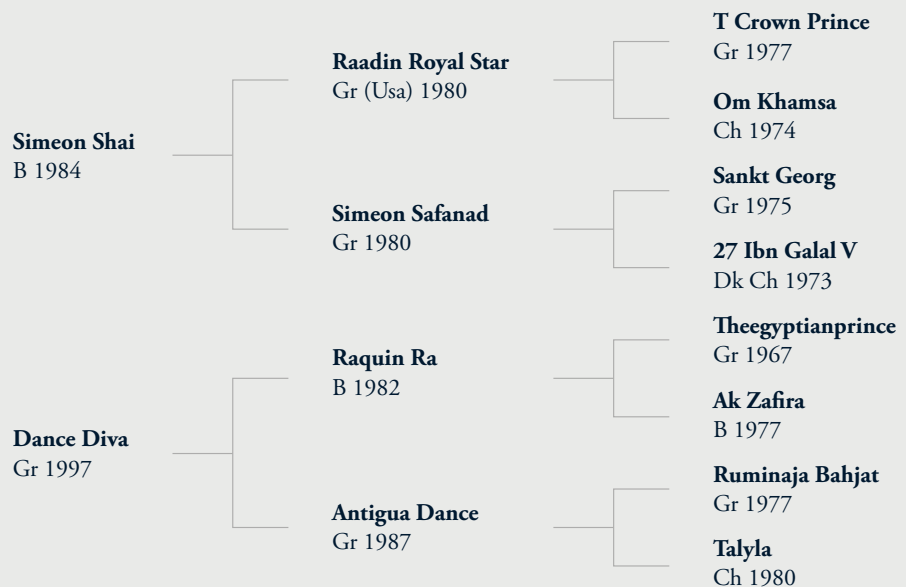 Simeon Shai
B 1984
Dance Diva
Gr 1997
Raadin Royal Star
Gr (Usa) 1980
Simeon Safanad
Gr 1980
Raquin Ra
B 1982
Antigua Dance
Gr 1987
T Crown Prince
Gr 1977
Om Khamsa
Ch 1974
Sankt Georg
Gr 1975
27 Ibn Galal V
Dk Ch 1973
Theegyptianprince
Gr 1967
Ak Zafira
B 1977
Ruminaja Bahjat
Gr 1977
Talyla
Ch 1980